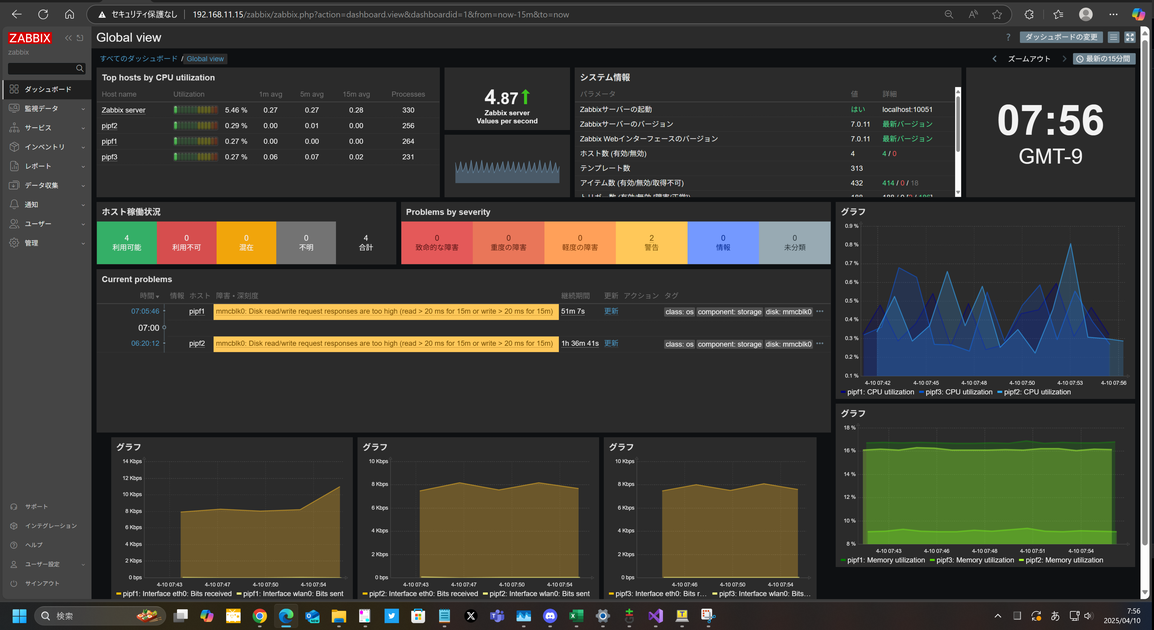 セキュリティ保護なし 192.168.11.15/zabbix/zabbix.php?action=dashboard.view&dashboardid=1&from=now-15m&to=now
ZABBIX
zabbix
ダッシュボード
監視データ
サービス
インベントリ
レポート
データ収集
通知
ユーザー
管理
サポート
インテグレーション
ヘルプ
ユーザー設定
サインアウト
Global view
? ダッシュボードの変更
すべてのダッシュボード / Global view
ズームアウト 最新の15分間
Top hosts by CPU utilization
Host name Utilization 1m avg 5m avg 15m avg Processes
Zabbix server 5.46 % 0.27 0.27 0.28 330
pipf2 0.29 % 0.00 0.01 0.00 256
pipf1 0.27 % 0.00 0.00 0.00 264
pipf3 0.27 % 0.06 0.07 0.02 231
4.87
Zabbix server
Values per second
システム情報
パラメータ 値 詳細
Zabbixサーバーの起動 はい localhost:10051
Zabbixサーバーのバージョン 7.0.11 最新バージョン
Zabbix Webインターフェースのバージョン 7.0.11 最新バージョン
ホスト数 (有効/無効) 4 4 / 0
テンプレート数 313
アイテム数 (有効/無効/取得不可) 432 414 / 0 / 18
07:56
GMT-9
ホスト稼働状況
4 利用可能
0 利用不可
0 混在
0 不明
4 合計
Problems by severity
0 致命的な障害
0 重度の障害
0 軽度の障害
2 警告
0 情報
0 未分類
Current problems
時間 情報 ホスト 障害・深刻度 継続期間 更新 アクション タグ
07:05:46 pipf1 mmcblk0: Disk read/write request responses are too high (read > 20 ms for 15m or write > 20 ms for 15m) 51m 7s 更新 class: os component: storage disk: mmcblk0
07:00
06:20:12 pipf2 mmcblk0: Disk read/write request responses are too high (read > 20 ms for 15m or write > 20 ms for 15m) 1h 36m 41s 更新 class: os component: storage disk: mmcblk0
グラフ
0.9 %
0.8 %
0.7 %
0.6 %
0.5 %
0.4 %
0.3 %
0.2 %
0.1 %
4-10 07:42 4-10 07:45 4-10 07:48 4-10 07:50 4-10 07:53 4-10 07:56
pipf1: CPU utilization pipf3: CPU utilization pipf2: CPU utilization
グラフ
18 %
16 %
14 %
12 %
10 %
8 %
4-10 07:43 4-10 07:46 4-10 07:48 4-10 07:51 4-10 07:54
pipf1: Memory utilization pipf3: Memory utilization pipf2: Memory utilization
グラフ
14 Kbps
12 Kbps
10 Kbps
8 Kbps
6 Kbps
4 Kbps
2 Kbps
0 bps
4-10 07:43 4-10 07:47 4-10 07:50 4-10 07:54
pipf1: Interface eth0: Bits received pipf1: Interface wlan0: Bits sent
グラフ
10 Kbps
8 Kbps
6 Kbps
4 Kbps
2 Kbps
0 bps
4-10 07:43 4-10 07:47 4-10 07:50 4-10 07:54
pipf2: Interface eth0: Bits received pipf2: Interface wlan0: Bits sent
グラフ
10 Kbps
8 Kbps
6 Kbps
4 Kbps
2 Kbps
0 bps
4-10 07:46 4-10 07:50 4-10 07:54
pipf3: Interface eth0: Bits r... pipf3: Interface wlan0: Bits...
検索
あ
7:56
2025/04/10